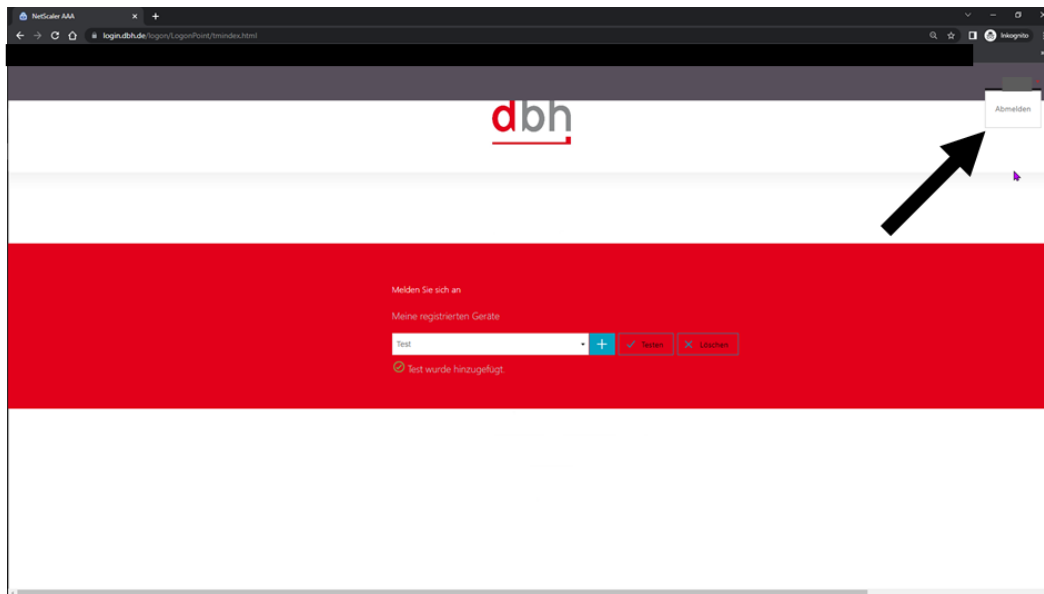 NetScaler AAA
login.dbh.de/logon/LogonPoint/tmindex.html
Inkognito
Abmelden
dbh
Melden Sie sich an
Meine registrierten Geräte
Test
Testen
Löschen
Test wurde hinzugefügt.